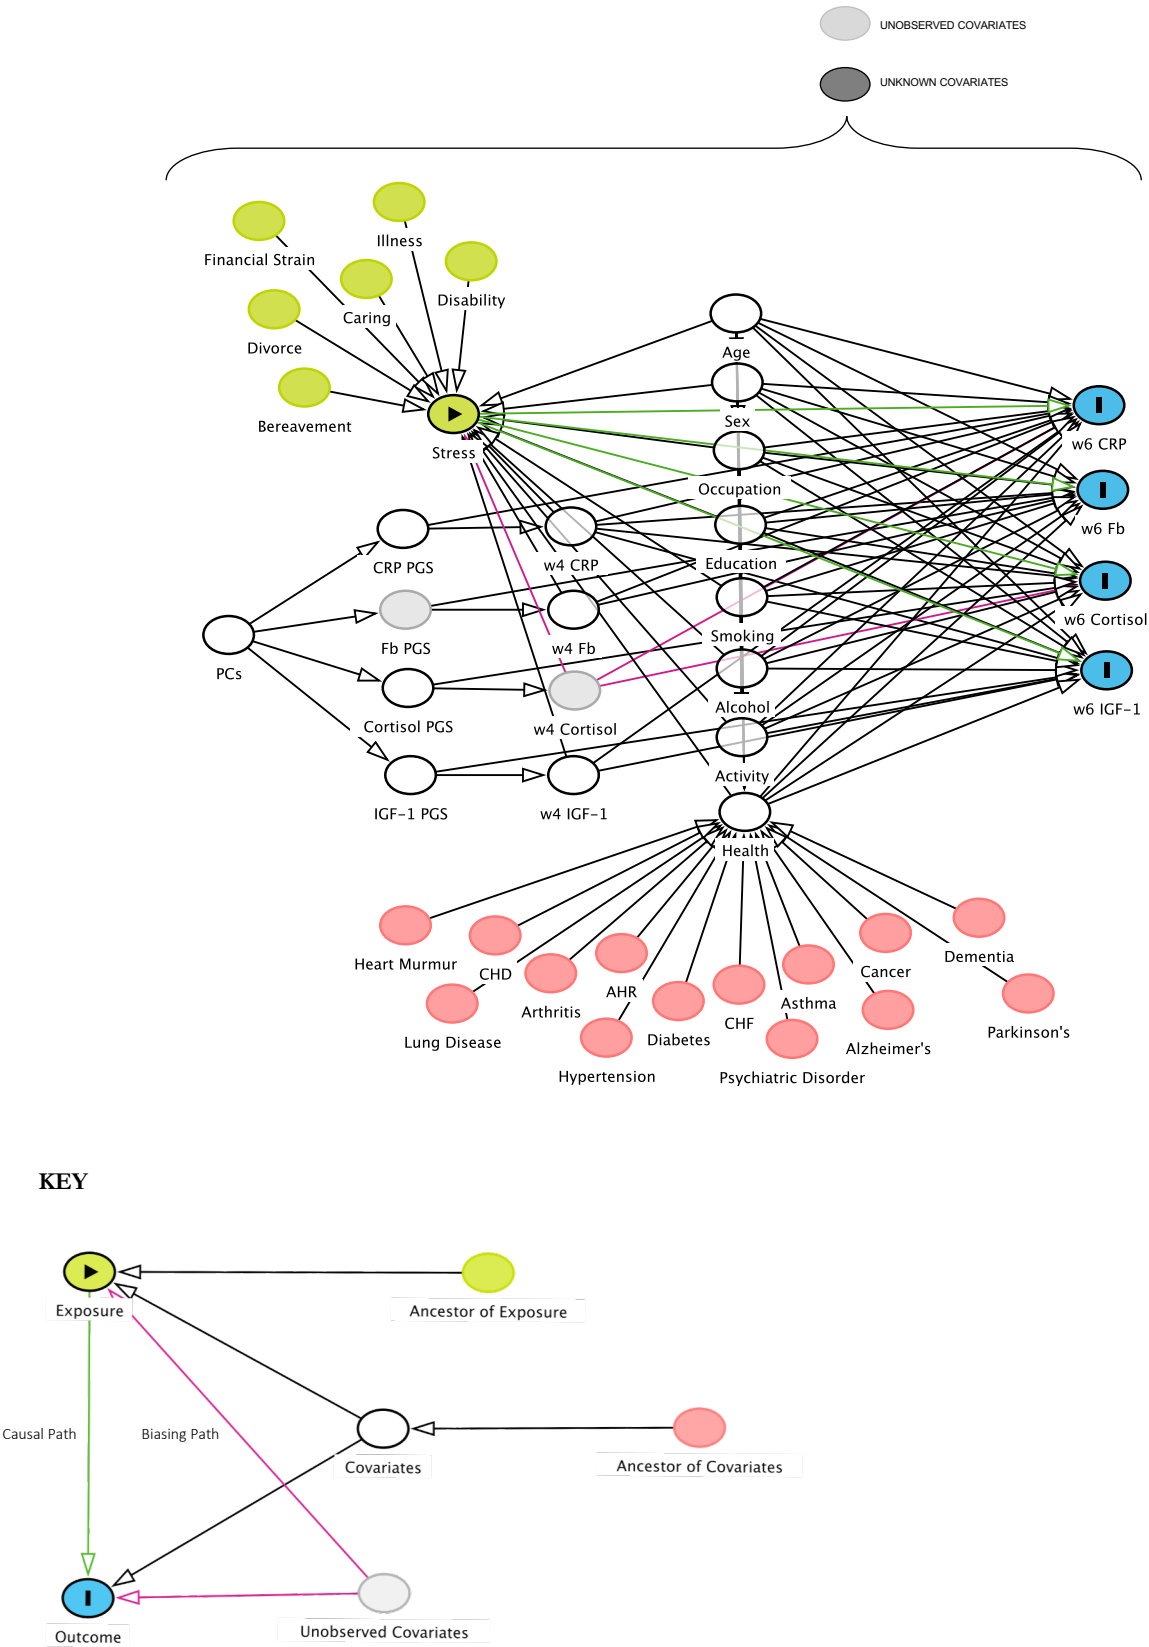 UNOBSERVED COVARIATES
UNKNOWN COVARIATES
Illness
Financial Strain
Disability
Caring
Divorce
Age
Bereavement
Sex
w6 CRP
Stress
Occupation
w6 Fb
CRP PGS
w4 CRP
Education
w6 Cortisol
Fb PGS
w4 Fb
Smoking
PCs
Cortisol PGS
w4 Cortisol
Alcohol
w6 IGF-1
Activity
IGF-1 PGS
w4 IGF-1
Health
Heart Murmur
CHD
Dementia
Cancer
AHR
Asthma
Arthritis
CHF
Lung Disease
Diabetes
Alzheimer's
Parkinson's
Hypertension
Psychiatric Disorder
KEY
Exposure
Ancestor of Exposure
Causal Path
Biasing Path
Covariates
Ancestor of Covariates
Outcome
Unobserved Covariates